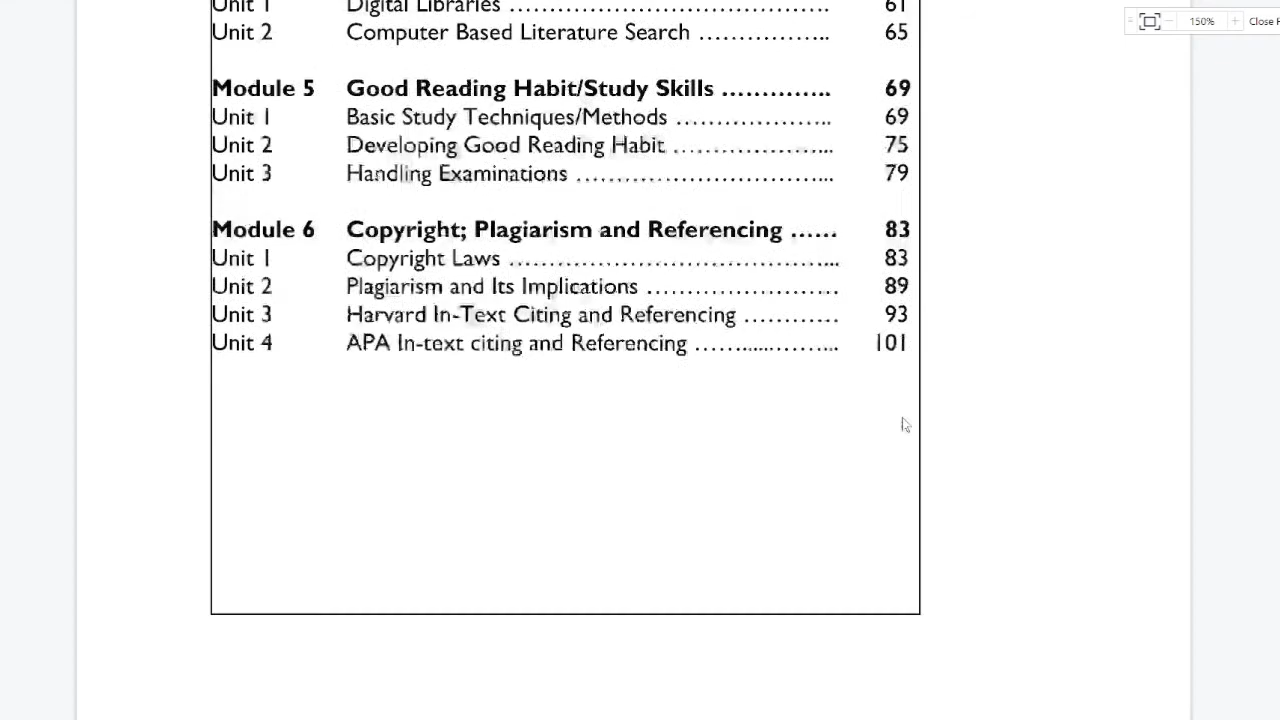 Unit 1 Digital Libraries ……………………………………. 61
150%
Close
Unit 2 Computer Based Literature Search …………….. 65
Module 5 Good Reading Habit/Study Skills ………….. 69
Unit 1 Basic Study Techniques/Methods ……………….. 69
Unit 2 Developing Good Reading Habit ………………... 75
Unit 3 Handling Examinations …………………………... 79
Module 6 Copyright; Plagiarism and Referencing …… 83
Unit 1 Copyright Laws …………………………………... 83
Unit 2 Plagiarism and Its Implications ……………………. 89
Unit 3 Harvard In-Text Citing and Referencing ………… 93
Unit 4 APA In-text citing and Referencing ……......……... 101